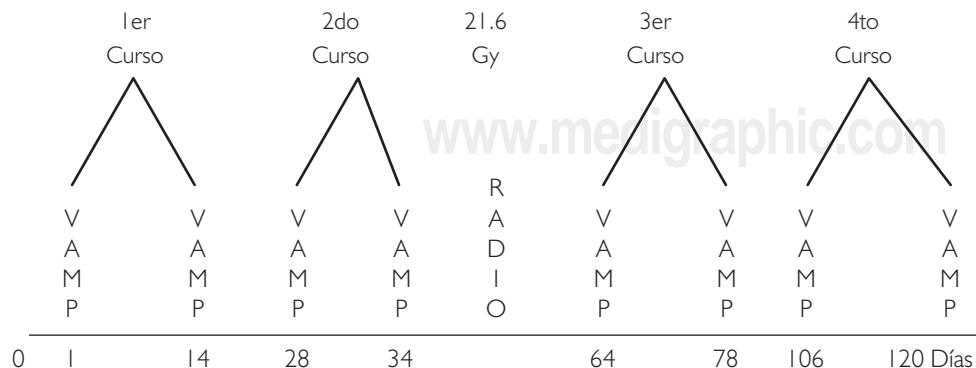 1er 2do 21.6 3er 4to
Curso Curso Gy Curso Curso
www.medigraphic.com
R
V V V V A V V V V
A A A A D A A A A
M M M M I M M M M
P P P P O P P P P
0 1 14 28 34 64 78 106 120 Días